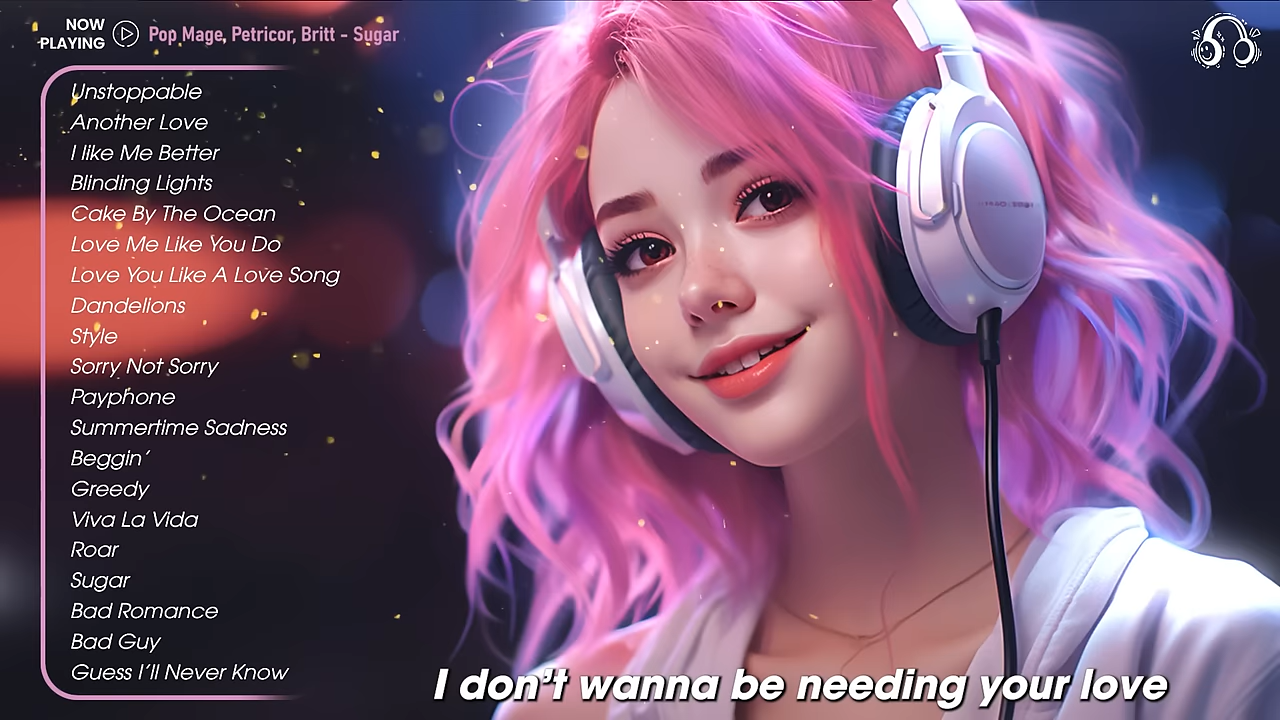 NOW
PLAYING
Pop Mage, Petricor, Britt - Sugar
Unstoppable
Another Love
I like Me Better
Blinding Lights
Cake By The Ocean
Love Me Like You Do
Love You Like A Love Song
Dandelions
Style
Sorry Not Sorry
Payphone
Summertime Sadness
Beggin’
Greedy
Viva La Vida
Roar
Sugar
Bad Romance
Bad Guy
Guess I’ll Never Know
I don’t wanna be needing your love